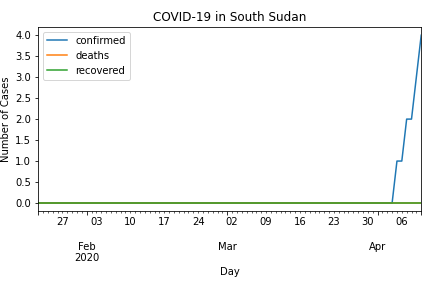 COVID-19 in South Sudan
confirmed
deaths
recovered
Number of Cases
4.0
3.5
3.0
2.5
2.0
1.5
1.0
0.5
0.0
27 03 10 17 24 02 09 16 23 30 06
Feb Mar Apr
2020
Day